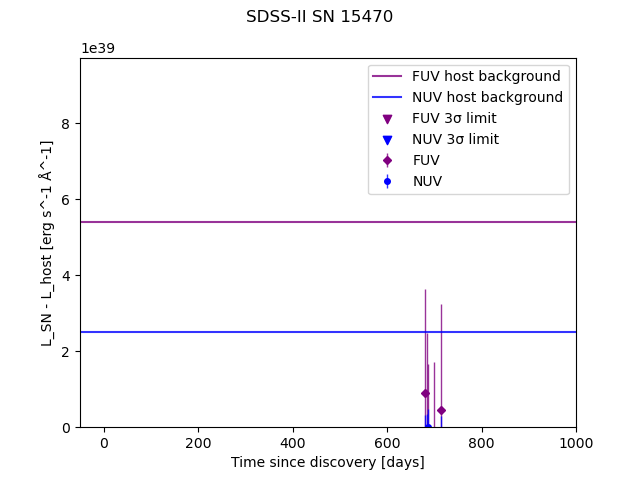 SDSS-II SN 15470
1e39
FUV host background
NUV host background
FUV 3σ limit
NUV 3σ limit
FUV
NUV
8
6
4
2
0
L_SN - L_host [erg s^-1 Å^-1]
0 200 400 600 800 1000
Time since discovery [days]